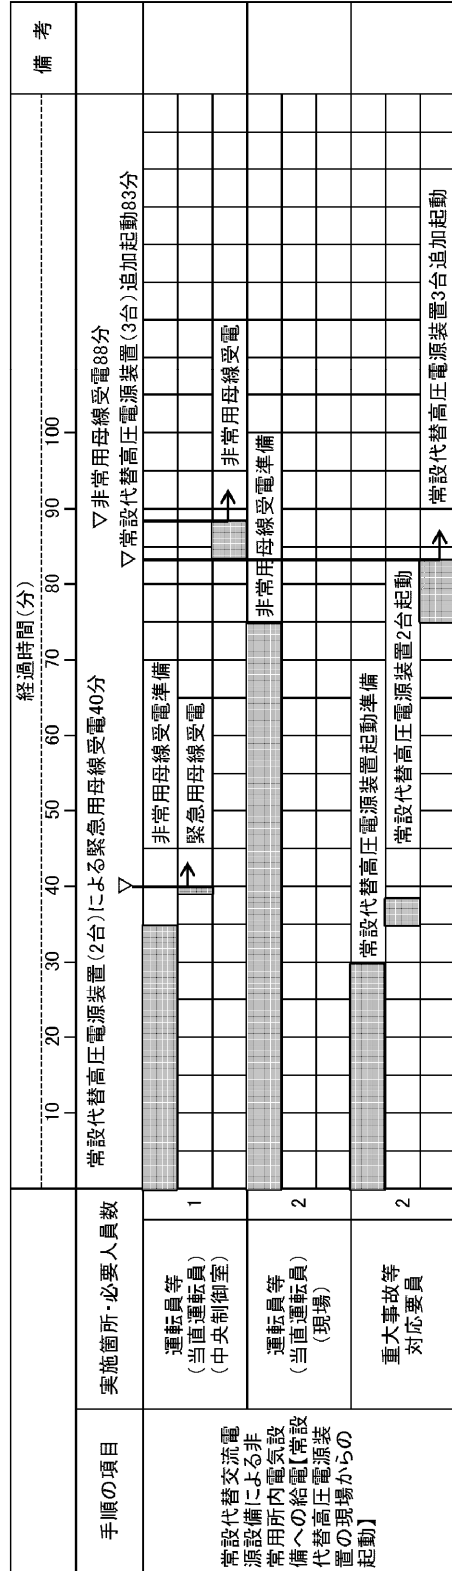 手順の項目
実施箇所・必要人員数
経過時間(分)
備 考
10 20 30 40 50 60 70 80 90 100
常設代替高圧電源装置(2台)による緊急用母線受電40分
▽
▽非常用母線受電88分
▽常設代替高圧電源装置(3台)追加起動83分
常設代替交流電
源設備による非
常用所内電気設
備への給電【常設
代替高圧電源装
置の現場からの
起動】
運転員等
(当直運転員)
(中央制御室)
1
非常用母線受電準備
緊急用母線受電
非常用母線受電
運転員等
(当直運転員)
(現場)
2
非常用母線受電準備
重大事故等
対応要員
2
常設代替高圧電源装置起動準備
常設代替高圧電源装置2台起動
常設代替高圧電源装置3台追加起動